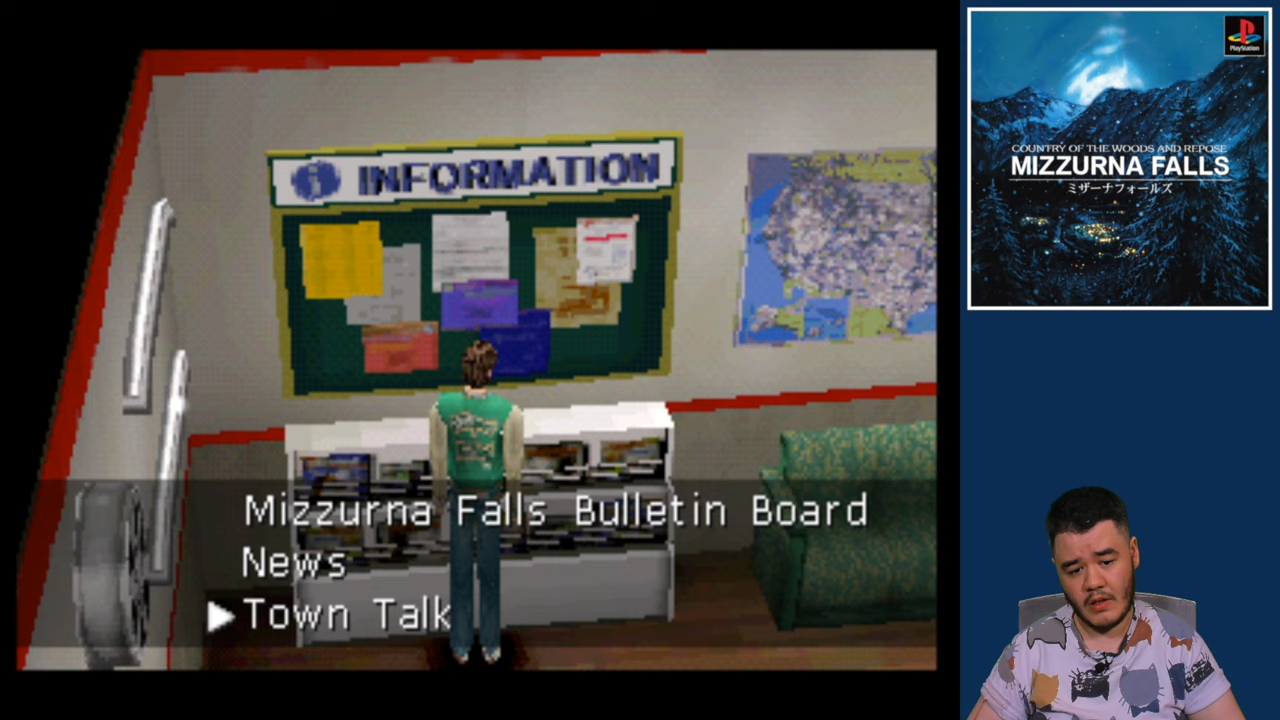 INFORMATION
Mizzurna Falls Bulletin Board
News
Town Talk
PlayStation
COUNTRY OF THE WOODS AND REPOSE
MIZZURNA FALLS
ミザーナフォールズ